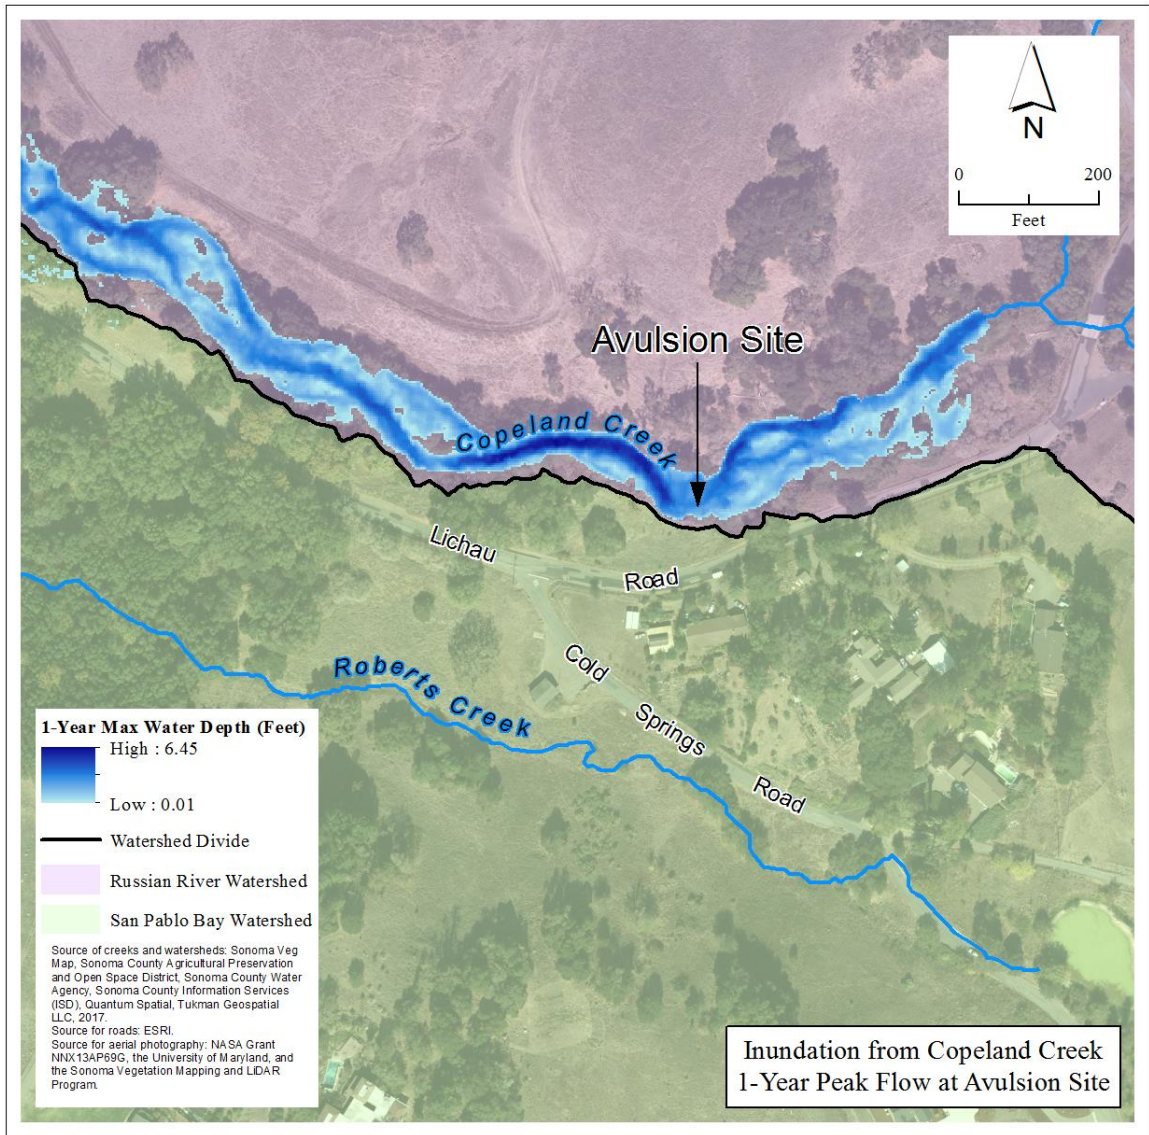 N
0 200
Feet
Avulsion Site
Copeland Creek
Lichau
Road
Cold
Springs
Road
Roberts Creek
1-Year Max Water Depth (Feet)
High : 6.45
Low : 0.01
Watershed Divide
Russian River Watershed
San Pablo Bay Watershed
Source of creeks and watersheds: Sonoma Veg
Map, Sonoma County Agricultural Preservation
and Open Space District, Sonoma County Water
Agency, Sonoma County Information Services
(ISD), Quantum Spatial, Tukman Geospatial
LLC, 2017.
Source for roads: ESRI.
Source for aerial photography: NASA Grant
NNX13AP69G, the University of Maryland, and
the Sonoma Vegetation Mapping and LiDAR
Program.
Inundation from Copeland Creek
1-Year Peak Flow at Avulsion Site